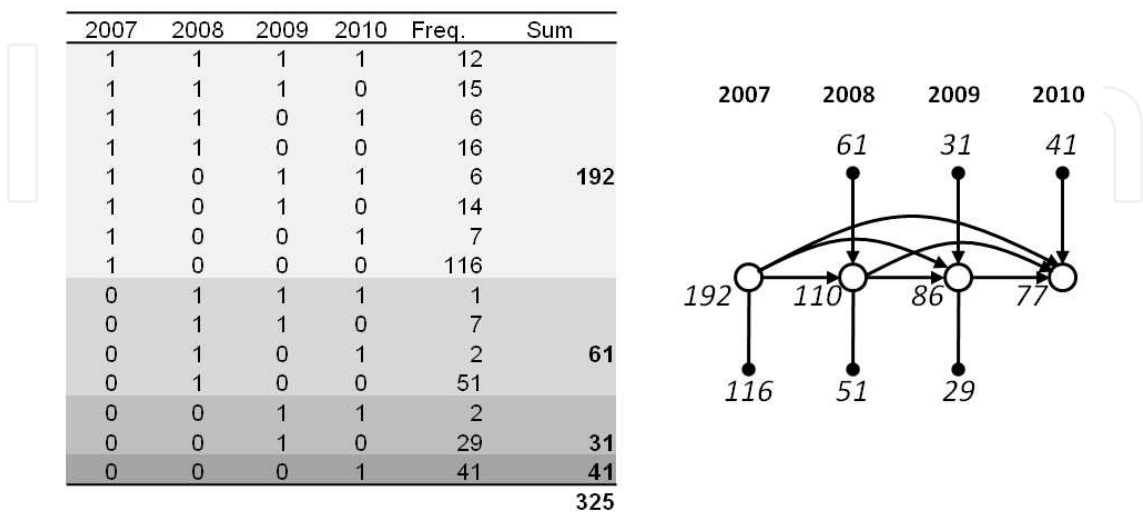 2007 2008 2009 2010 Freq. Sum
1 1 1 1 12
1 1 1 0 15
1 1 0 1 6
1 1 0 0 16
1 0 1 1 6 192
1 0 1 0 14
1 0 0 1 7
1 0 0 0 116
0 1 1 1 1
0 1 1 0 7
0 1 0 1 2 61
0 1 0 0 51
0 0 1 1 2
0 0 1 0 29 31
0 0 0 1 41 41
325
2007 2008 2009 2010
61 31 41
192 110 86 77
116 51 29